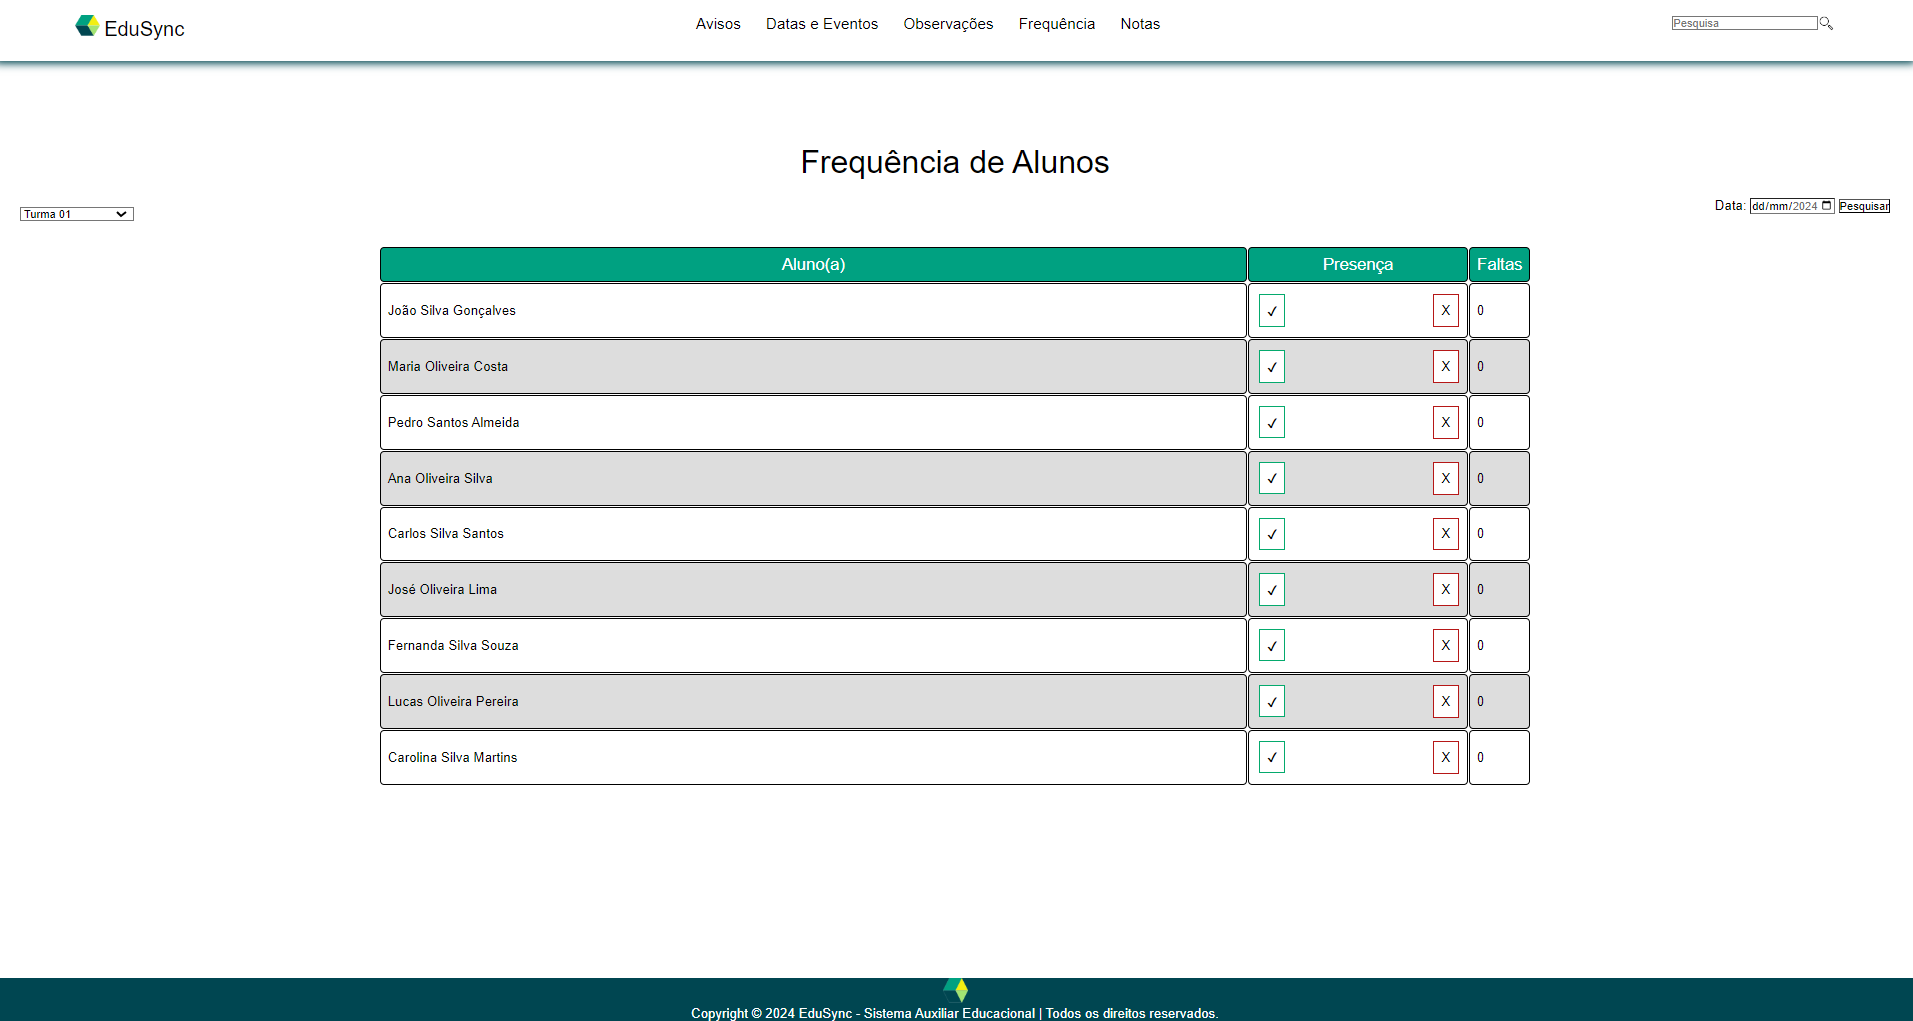 EduSync Avisos Datas e Eventos Observações Frequência Notas Pesquisa
Frequência de Alunos
Turma 01 Data: dd/mm/2024 Pesquisar
Aluno(a) Presença Faltas
João Silva Gonçalves ✓ X 0
Maria Oliveira Costa ✓ X 0
Pedro Santos Almeida ✓ X 0
Ana Oliveira Silva ✓ X 0
Carlos Silva Santos ✓ X 0
José Oliveira Lima ✓ X 0
Fernanda Silva Souza ✓ X 0
Lucas Oliveira Pereira ✓ X 0
Carolina Silva Martins ✓ X 0
Copyright © 2024 EduSync - Sistema Auxiliar Educacional | Todos os direitos reservados.